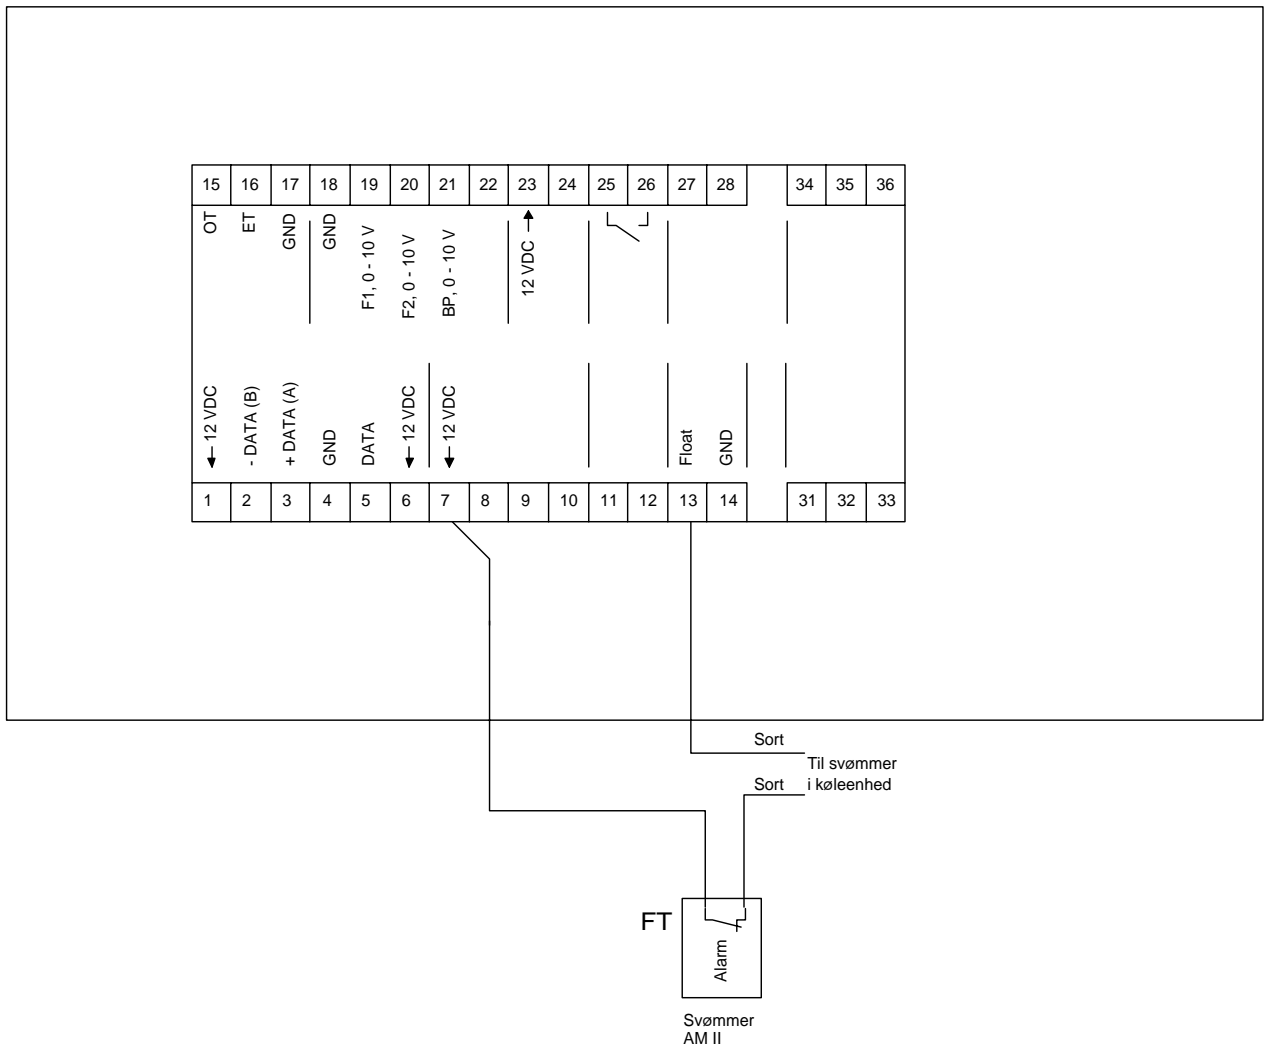 15 16 17 18 19 20 21 22 23 24 25 26 27 28 34 35 36
OT
ET
GND
GND
F1, 0 - 10 V
F2, 0 - 10 V
BP, 0 - 10 V
12 VDC
12 VDC
- DATA (B)
+ DATA (A)
GND
DATA
12 VDC
12 VDC
Float
GND
1 2 3 4 5 6 7 8 9 10 11 12 13 14 31 32 33
Sort
Til svømmer
Sort
i køleenhed
FT
Alarm
Svømmer
AM II